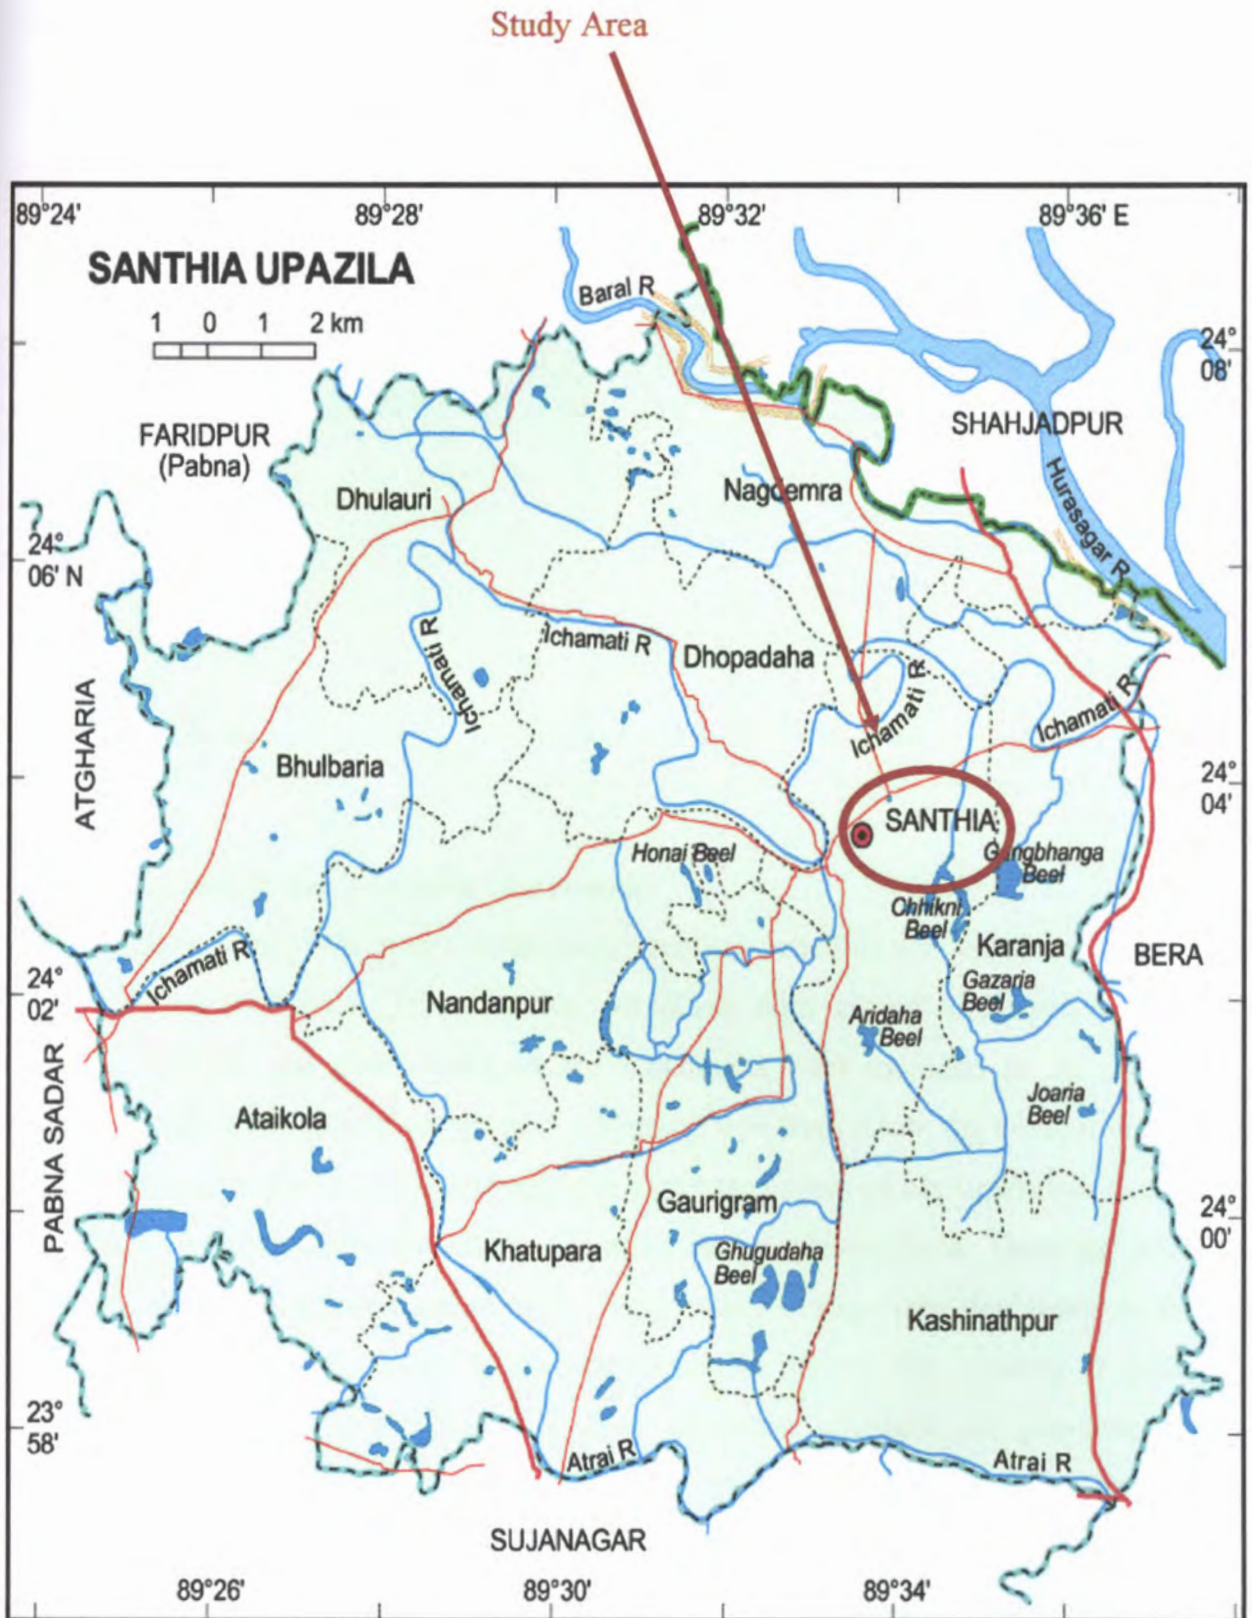 Study Area
89°24'
89°28'
89°32'
89°36' E
SANTHIA UPAZILA
1 0 1 2 km
Baral R
24°
08'
FARIDPUR
(Pabna)
SHAHJADPUR
Dhulauri
Nagdemra
Hurasagar R
24°
06' N
Ichamati R
Ichamati R
Dhopadaha
Ichamati R
Ichamati R
ATGHARIA
Bhulbaria
24°
04'
SANTHIA
Honai Beel
Gangbhanga
Beel
Chhikni
Beel
Karanja
BERA
Ichamati R
24°
02'
Nandanpur
Gazaria
Beel
Aridaha
Beel
PABNA SADAR
Ataikola
Joaria
Beel
Gaurigram
24°
00'
Khatupara
Ghugudaha
Beel
Kashinathpur
23°
58'
Atrai R
Atrai R
SUJANAGAR
89°26'
89°30'
89°34'